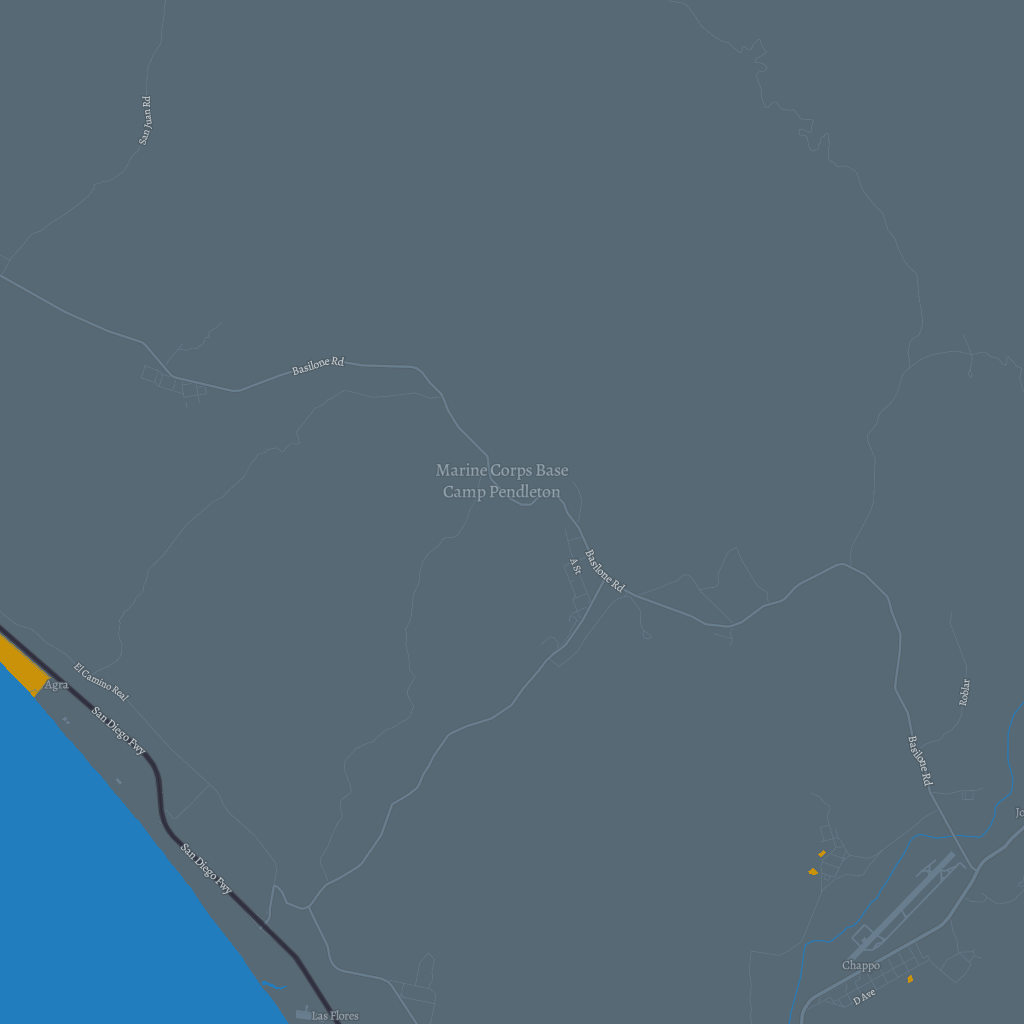 San Juan Rd
Basilone Rd
Marine Corps Base
Camp Pendleton
A St
Basilone Rd
El Camino Real
Agra
Roblar
San Diego Fwy
Basilone Rd
Jo
San Diego Fwy
Chappo
D Ave
Las Flores